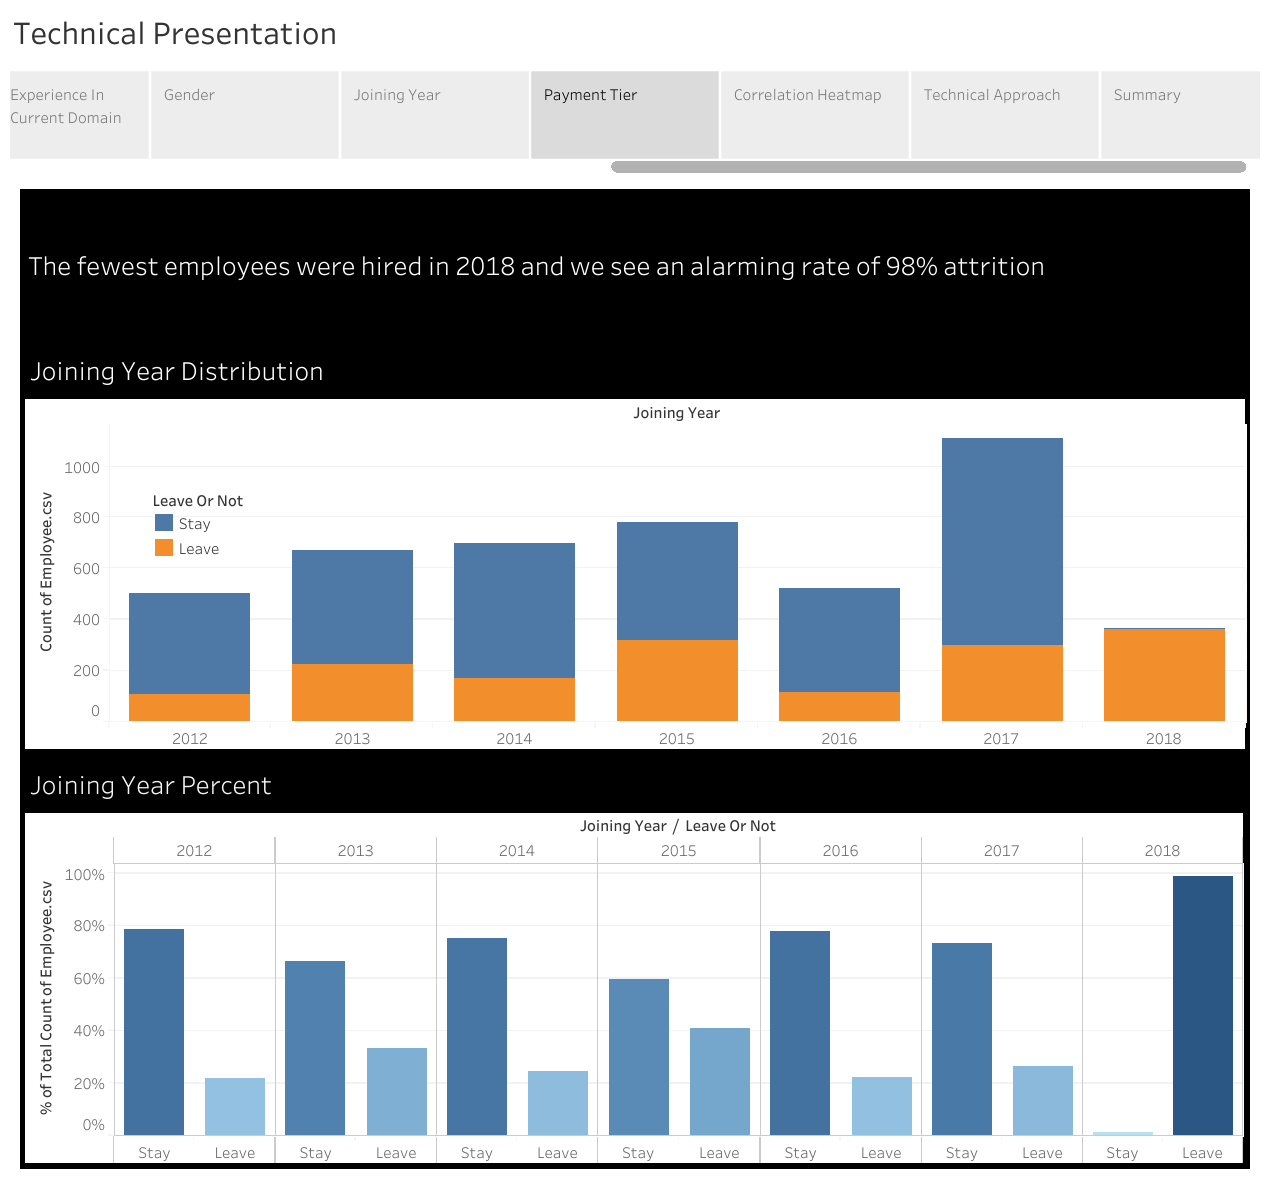 Technical Presentation
Experience In
Current Domain
Gender
Joining Year
Payment Tier
Correlation Heatmap
Technical Approach
Summary
The fewest employees were hired in 2018 and we see an alarming rate of 98% attrition
Joining Year Distribution
Joining Year
Count of Employee.csv
1000
800
600
400
200
0
Leave Or Not
Stay
Leave
2012 2013 2014 2015 2016 2017 2018
Joining Year Percent
Joining Year / Leave Or Not
2012 2013 2014 2015 2016 2017 2018
% of Total Count of Employee.csv
100%
80%
60%
40%
20%
0%
Stay Leave Stay Leave Stay Leave Stay Leave Stay Leave Stay Leave Stay Leave